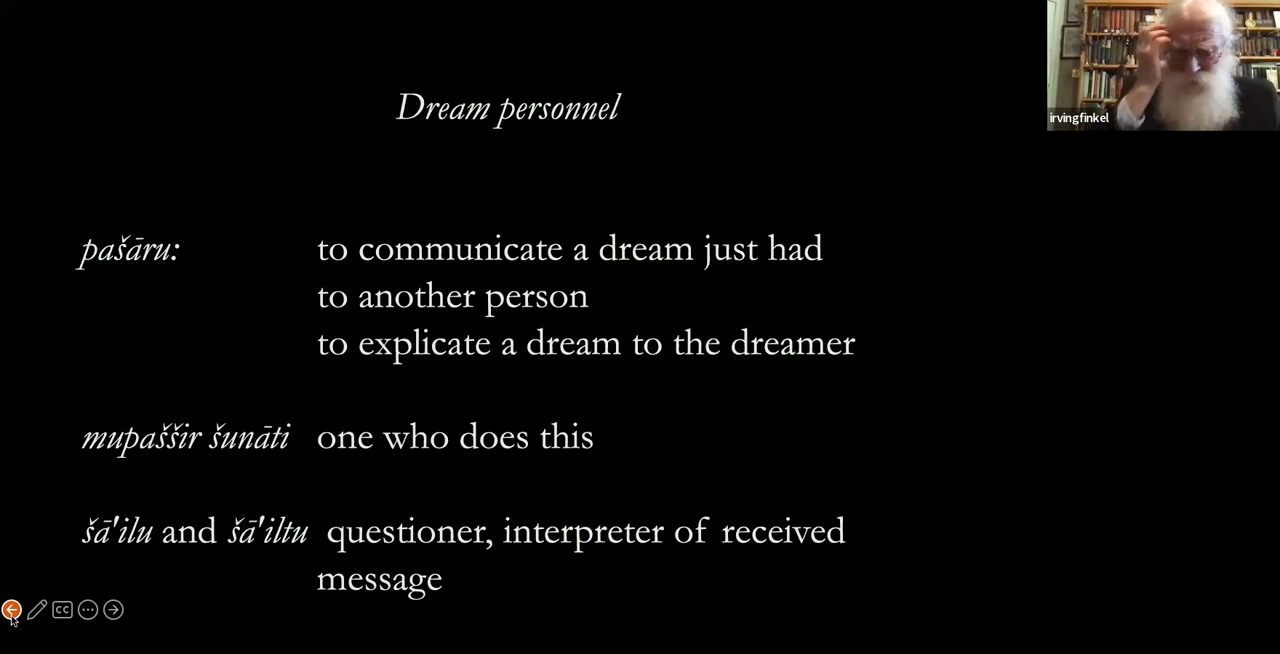 Dream personnel
irvingfinkel
pašāru: to communicate a dream just had
to another person
to explicate a dream to the dreamer
mupaššir šunāti one who does this
šā'ilu and šā'iltu questioner, interpreter of received
message
CC